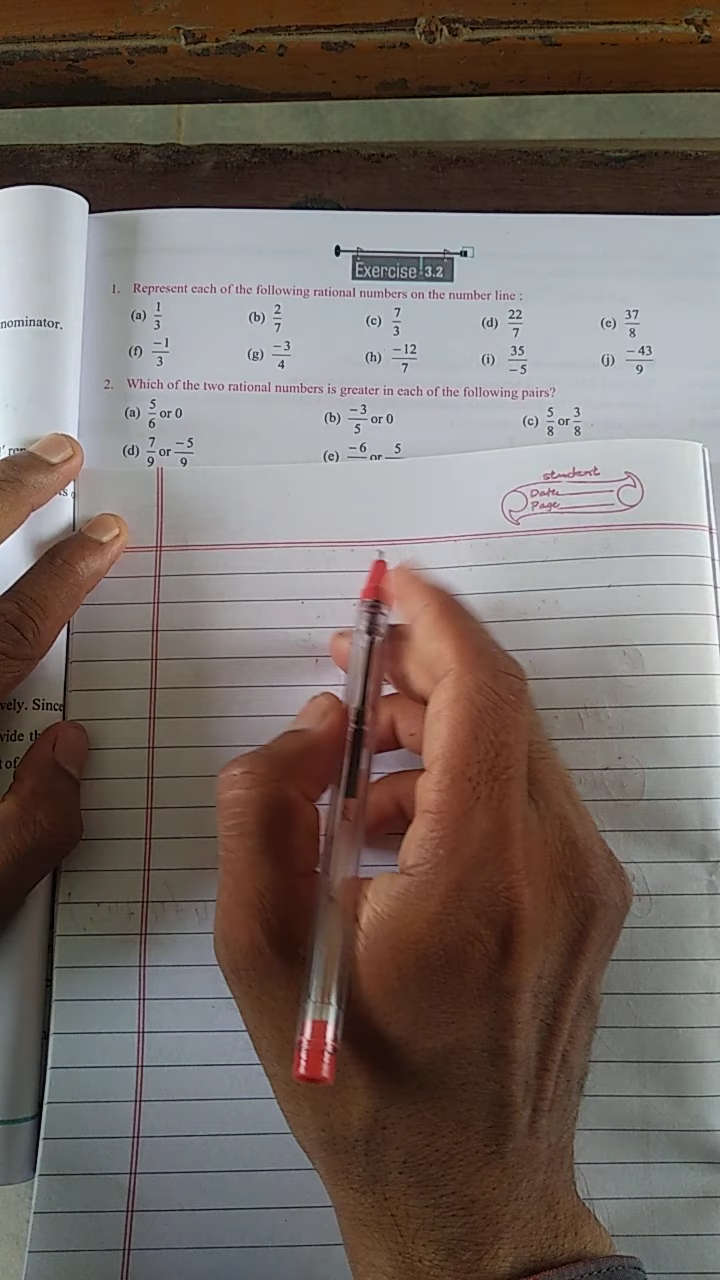 Exercise 3.2
nominator.
1. Represent each of the following rational numbers on the number line :
(a) 1/3 (b) 2/7 (c) 7/3 (d) 22/7 (e) 37/8
(f) -1/3 (g) -3/4 (h) -12/7 (i) 35/-5 (j) -43/9
2. Which of the two rational numbers is greater in each of the following pairs?
(a) 5/6 or 0 (b) -3/5 or 0 (c) 5/8 or 3/8
(d) 7/9 or -5/9 (e) -6 or 5
student
Date
Page
vely. Since
vide th
t of